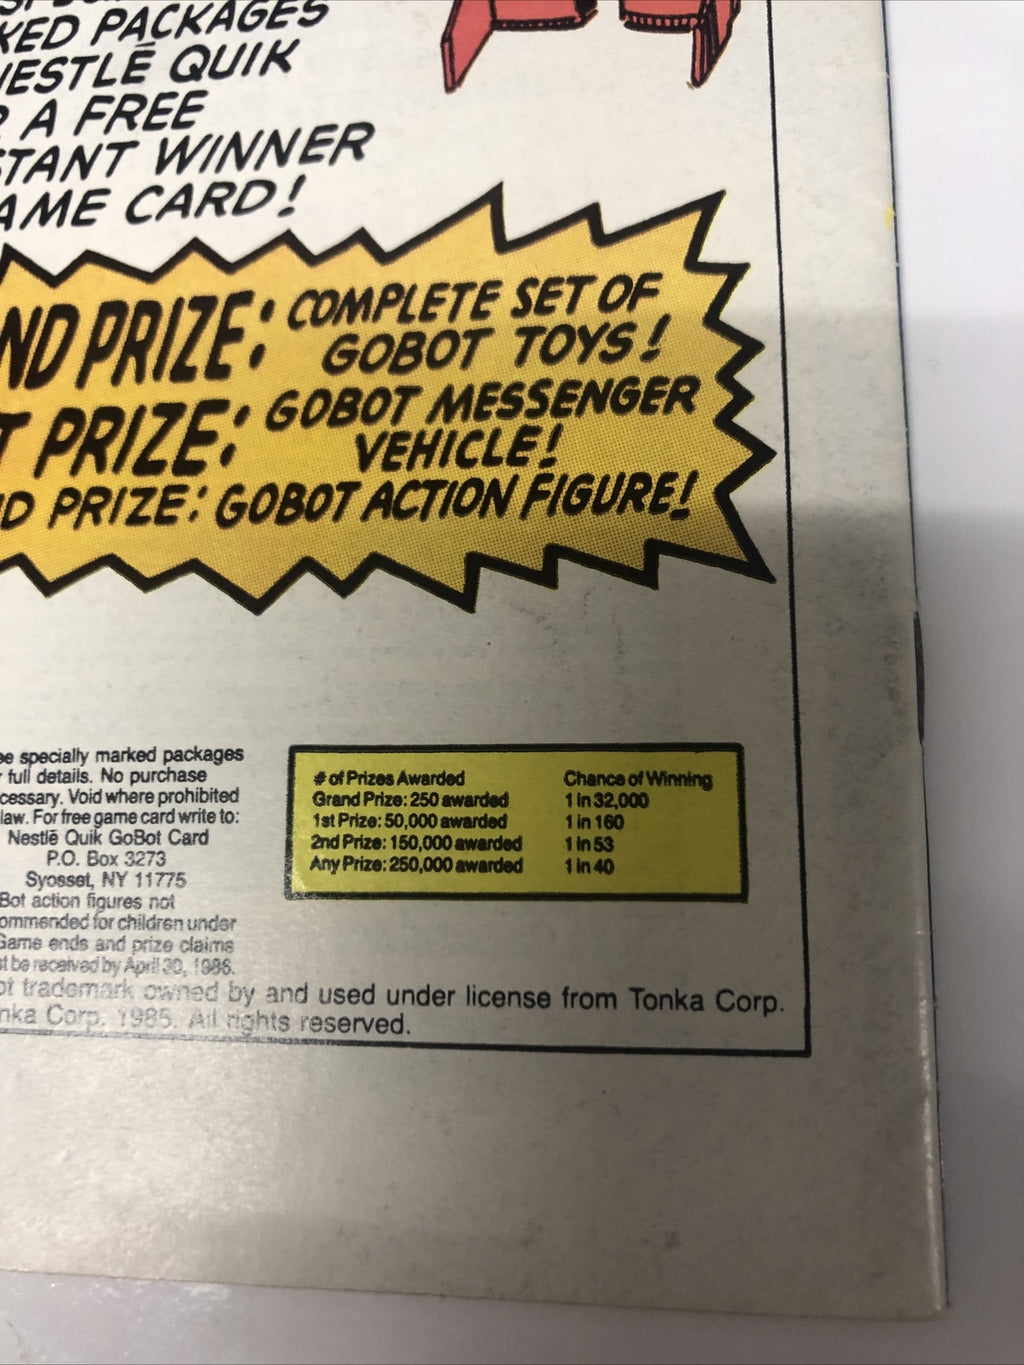 KED PACKAGES
NESTLĒ QUIK
A FREE
STANT WINNER
AME CARD!
ND PRIZE: COMPLETE SET OF
GOBOT TOYS!
T PRIZE: GOBOT MESSENGER
VEHICLE!
D PRIZE: GOBOT ACTION FIGURE!
ee specially marked packages
full details. No purchase
cessary. Void where prohibited
law. For free game card write to:
Nestlē Quik GoBot Card
P.O. Box 3273
Syosset, NY 11775
Bot action figures not
ommended for children under
Game ends and prize claims
st be received by April 30, 1986.
ot trademark owned by and used under license from Tonka Corp.
nka Corp. 1985. All rights reserved.
# of Prizes Awarded Chance of Winning
Grand Prize: 250 awarded 1 in 32,000
1st Prize: 50,000 awarded 1 in 160
2nd Prize: 150,000 awarded 1 in 53
Any Prize: 250,000 awarded 1 in 40